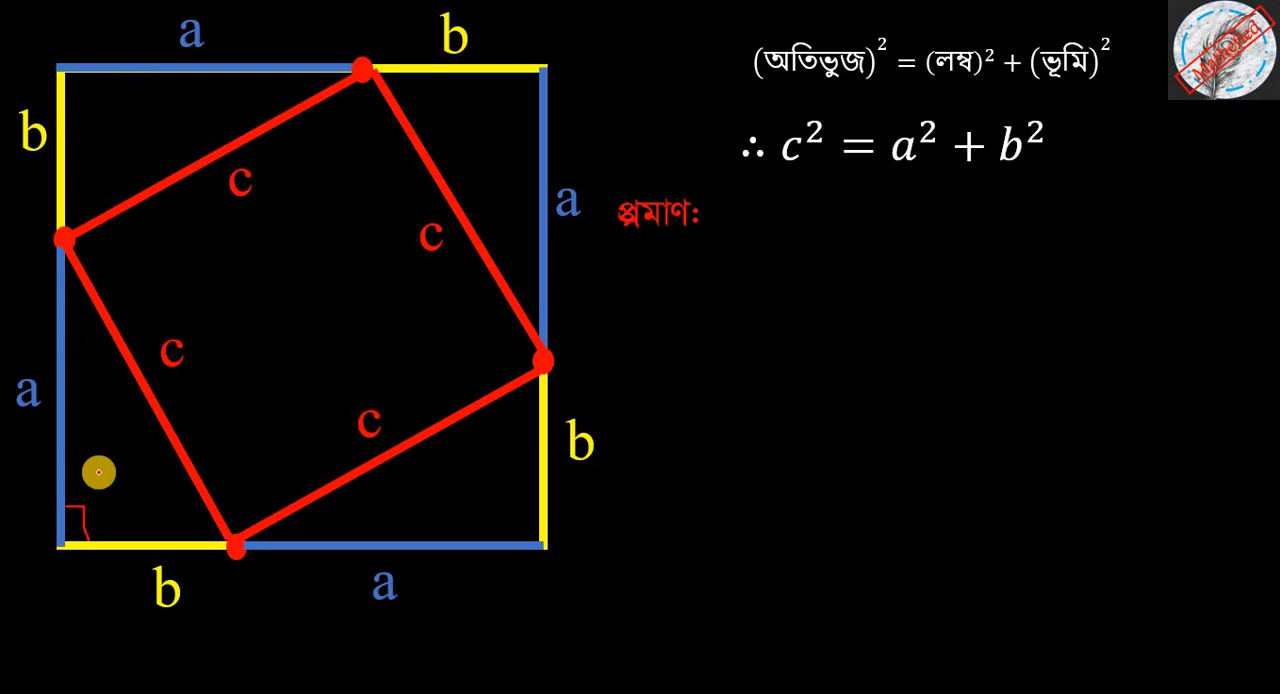 a b
(অতিভুজ)² = (লম্ব)² + (ভূমি)²
b
∴ c² = a² + b²
c
a
প্রমাণ:
c
c
a
c
b
b
a